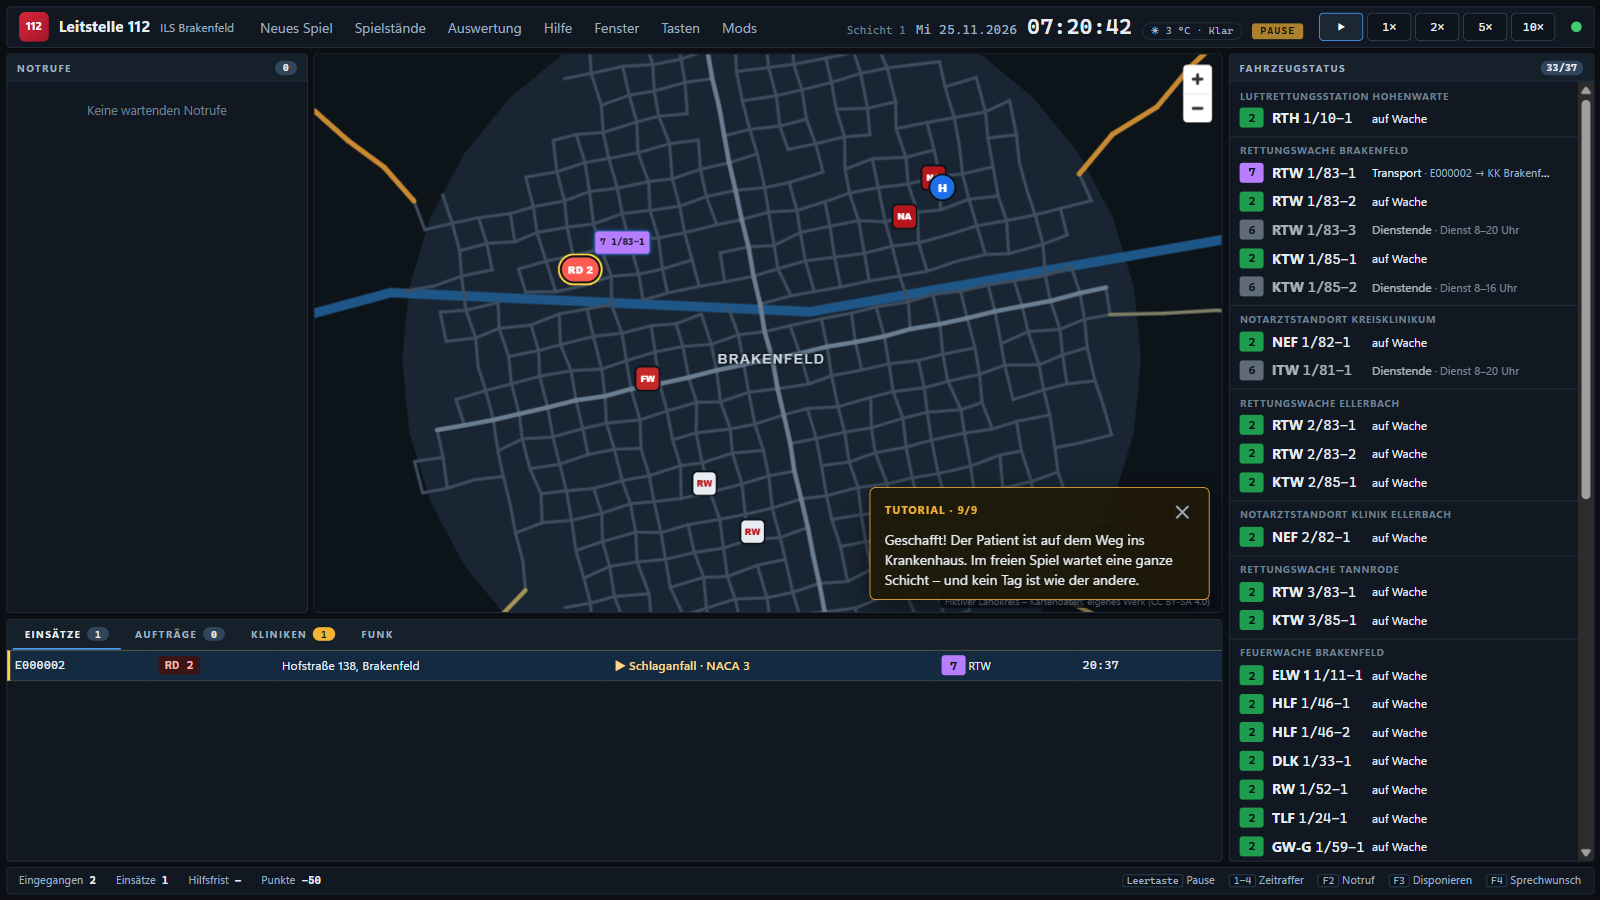 112 Leitstelle 112 ILS Brakenfeld Neues Spiel Spielstände Auswertung Hilfe Fenster Tasten Mods Schicht 1 Mi 25.11.2026 07:20:42 ☀ 3 °C · Klar PAUSE ▶ 1× 2× 5× 10×
NOTRUFE 0
Keine wartenden Notrufe
+
−
H
NA
7 1/83–1
RD 2
BRAKENFELD
FW
RW
RW
TUTORIAL · 9/9
Geschafft! Der Patient ist auf dem Weg ins
Krankenhaus. Im freien Spiel wartet eine ganze
Schicht – und kein Tag ist wie der andere.
Fiktiver Landkreis – Kartendaten: eigenes Werk (CC BY-SA 4.0)
FAHRZEUGSTATUS 33/37
LUFTRETTUNGSSTATION HOHENWARTE
2 RTH 1/10–1 auf Wache
RETTUNGSWACHE BRAKENFELD
7 RTW 1/83–1 Transport · E000002 → KK Brakenf...
2 RTW 1/83–2 auf Wache
6 RTW 1/83–3 Dienstende · Dienst 8–20 Uhr
2 KTW 1/85–1 auf Wache
6 KTW 1/85–2 Dienstende · Dienst 8–16 Uhr
NOTARZTSTANDORT KREISKLINIKUM
2 NEF 1/82–1 auf Wache
6 ITW 1/81–1 Dienstende · Dienst 8–20 Uhr
RETTUNGSWACHE ELLERBACH
2 RTW 2/83–1 auf Wache
2 RTW 2/83–2 auf Wache
2 KTW 2/85–1 auf Wache
NOTARZTSTANDORT KLINIK ELLERBACH
2 NEF 2/82–1 auf Wache
RETTUNGSWACHE TANNRODE
2 RTW 3/83–1 auf Wache
2 KTW 3/85–1 auf Wache
FEUERWACHE BRAKENFELD
2 ELW 1 1/11–1 auf Wache
2 HLF 1/46–1 auf Wache
2 HLF 1/46–2 auf Wache
2 DLK 1/33–1 auf Wache
2 RW 1/52–1 auf Wache
2 TLF 1/24–1 auf Wache
2 GW-G 1/59–1 auf Wache
EINSÄTZE 1 AUFTRÄGE 0 KLINIKEN 1 FUNK
E000002 RD 2 Hofstraße 138, Brakenfeld ▶ Schlaganfall · NACA 3 7 RTW 20:37
Eingegangen 2 Einsätze 1 Hilfsfrist – Punkte −50 Leertaste Pause 1–4 Zeitraffer F2 Notruf F3 Disponieren F4 Sprechwunsch